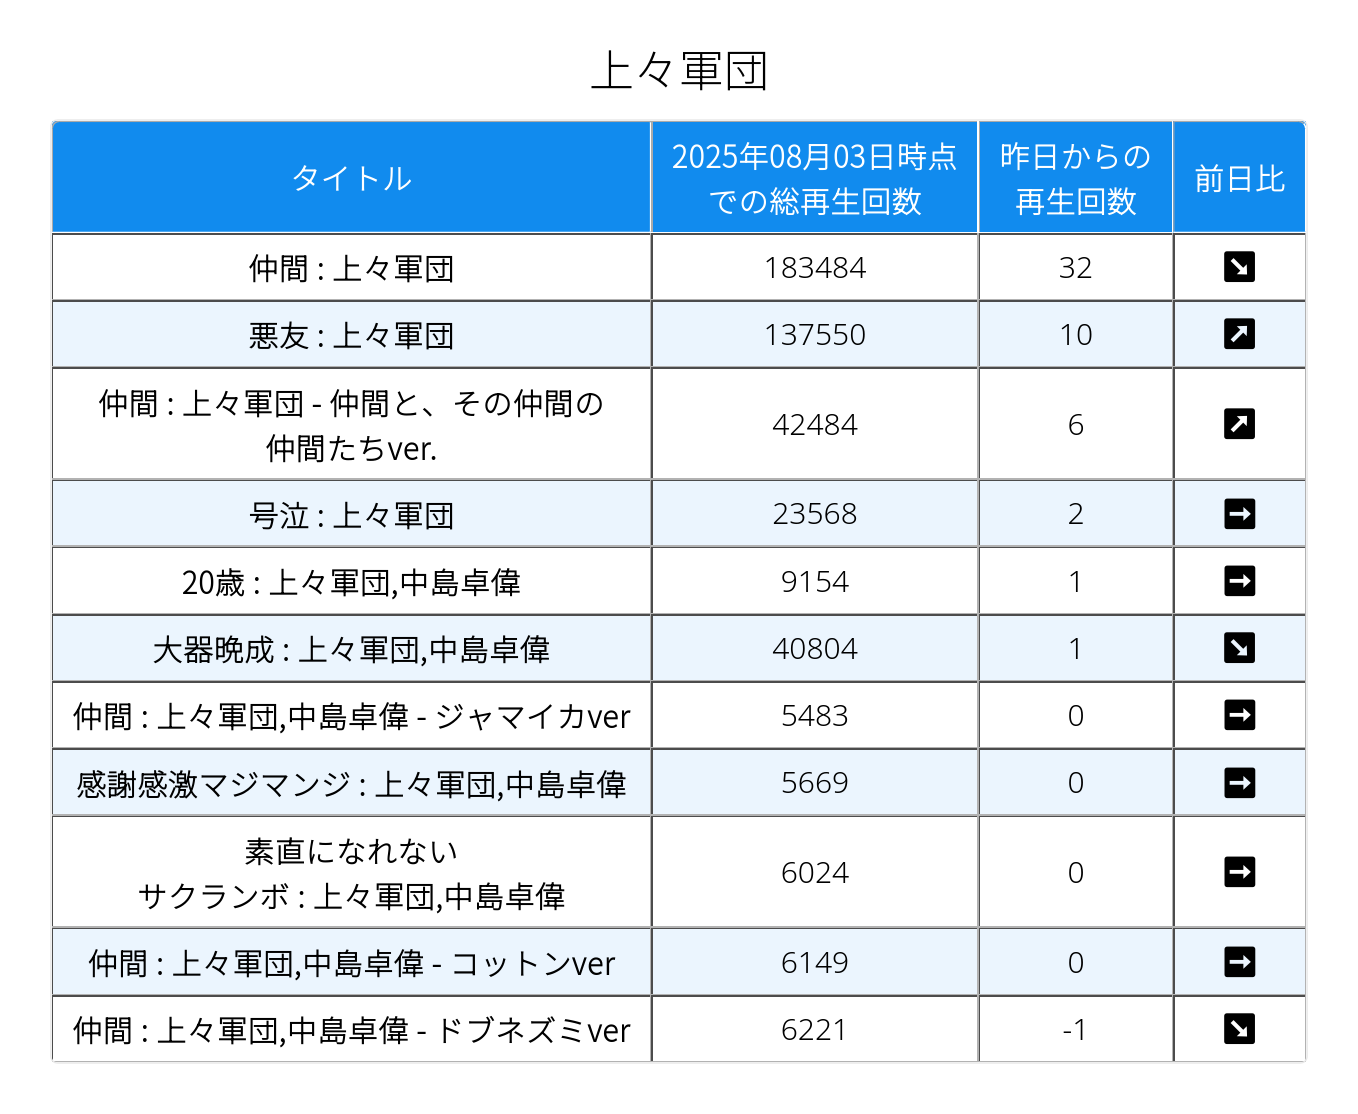 上々軍団
タイトル
2025年08月03日時点
での総再生回数
昨日からの
再生回数
前日比
仲間 : 上々軍団
183484
32
悪友 : 上々軍団
137550
10
仲間 : 上々軍団 - 仲間と、その仲間の
仲間たちver.
42484
6
号泣 : 上々軍団
23568
2
20歳 : 上々軍団,中島卓偉
9154
1
大器晩成 : 上々軍団,中島卓偉
40804
1
仲間 : 上々軍団,中島卓偉 - ジャマイカver
5483
0
感謝感激マジマンジ : 上々軍団,中島卓偉
5669
0
素直になれない
サクランボ : 上々軍団,中島卓偉
6024
0
仲間 : 上々軍団,中島卓偉 - コットンver
6149
0
仲間 : 上々軍団,中島卓偉 - ドブネズミver
6221
-1